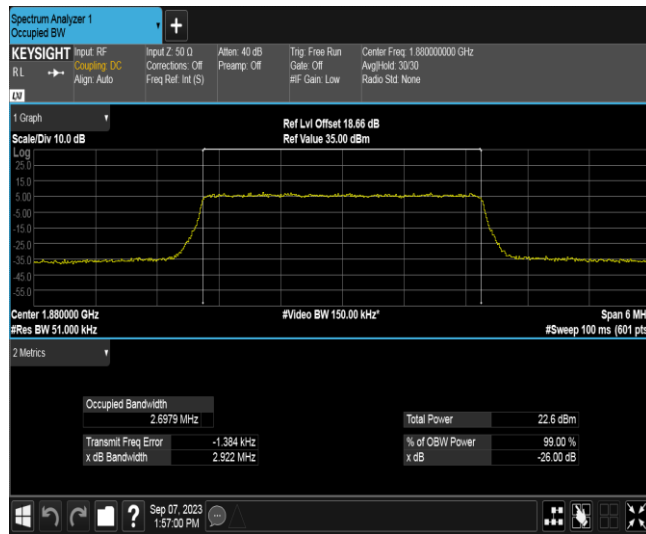 Spectrum Analyzer 1
Occupied BW
KEYSIGHT
RL
LXI
Input: RF
Coupling: DC
Align: Auto
Input Z: 50 Ω
Corrections: Off
Freq Ref: Int (S)
Atten: 40 dB
Preamp: Off
Trig: Free Run
Gate: Off
#IF Gain: Low
Center Freq: 1.880000000 GHz
Avg|Hold: 30/30
Radio Std: None
1 Graph
Scale/Div 10.0 dB
Ref Lvl Offset 18.66 dB
Ref Value 35.00 dBm
Log
25.0
15.0
5.00
-5.00
-15.0
-25.0
-35.0
-45.0
-55.0
Center 1.880000 GHz
#Res BW 51.000 kHz
#Video BW 150.00 kHz*
Span 6 MH
#Sweep 100 ms (601 pts
2 Metrics
Occupied Bandwidth
2.6979 MHz
Transmit Freq Error -1.384 kHz
x dB Bandwidth 2.922 MHz
Total Power 22.6 dBm
% of OBW Power 99.00 %
x dB -26.00 dB
Sep 07, 2023
1:57:00 PM